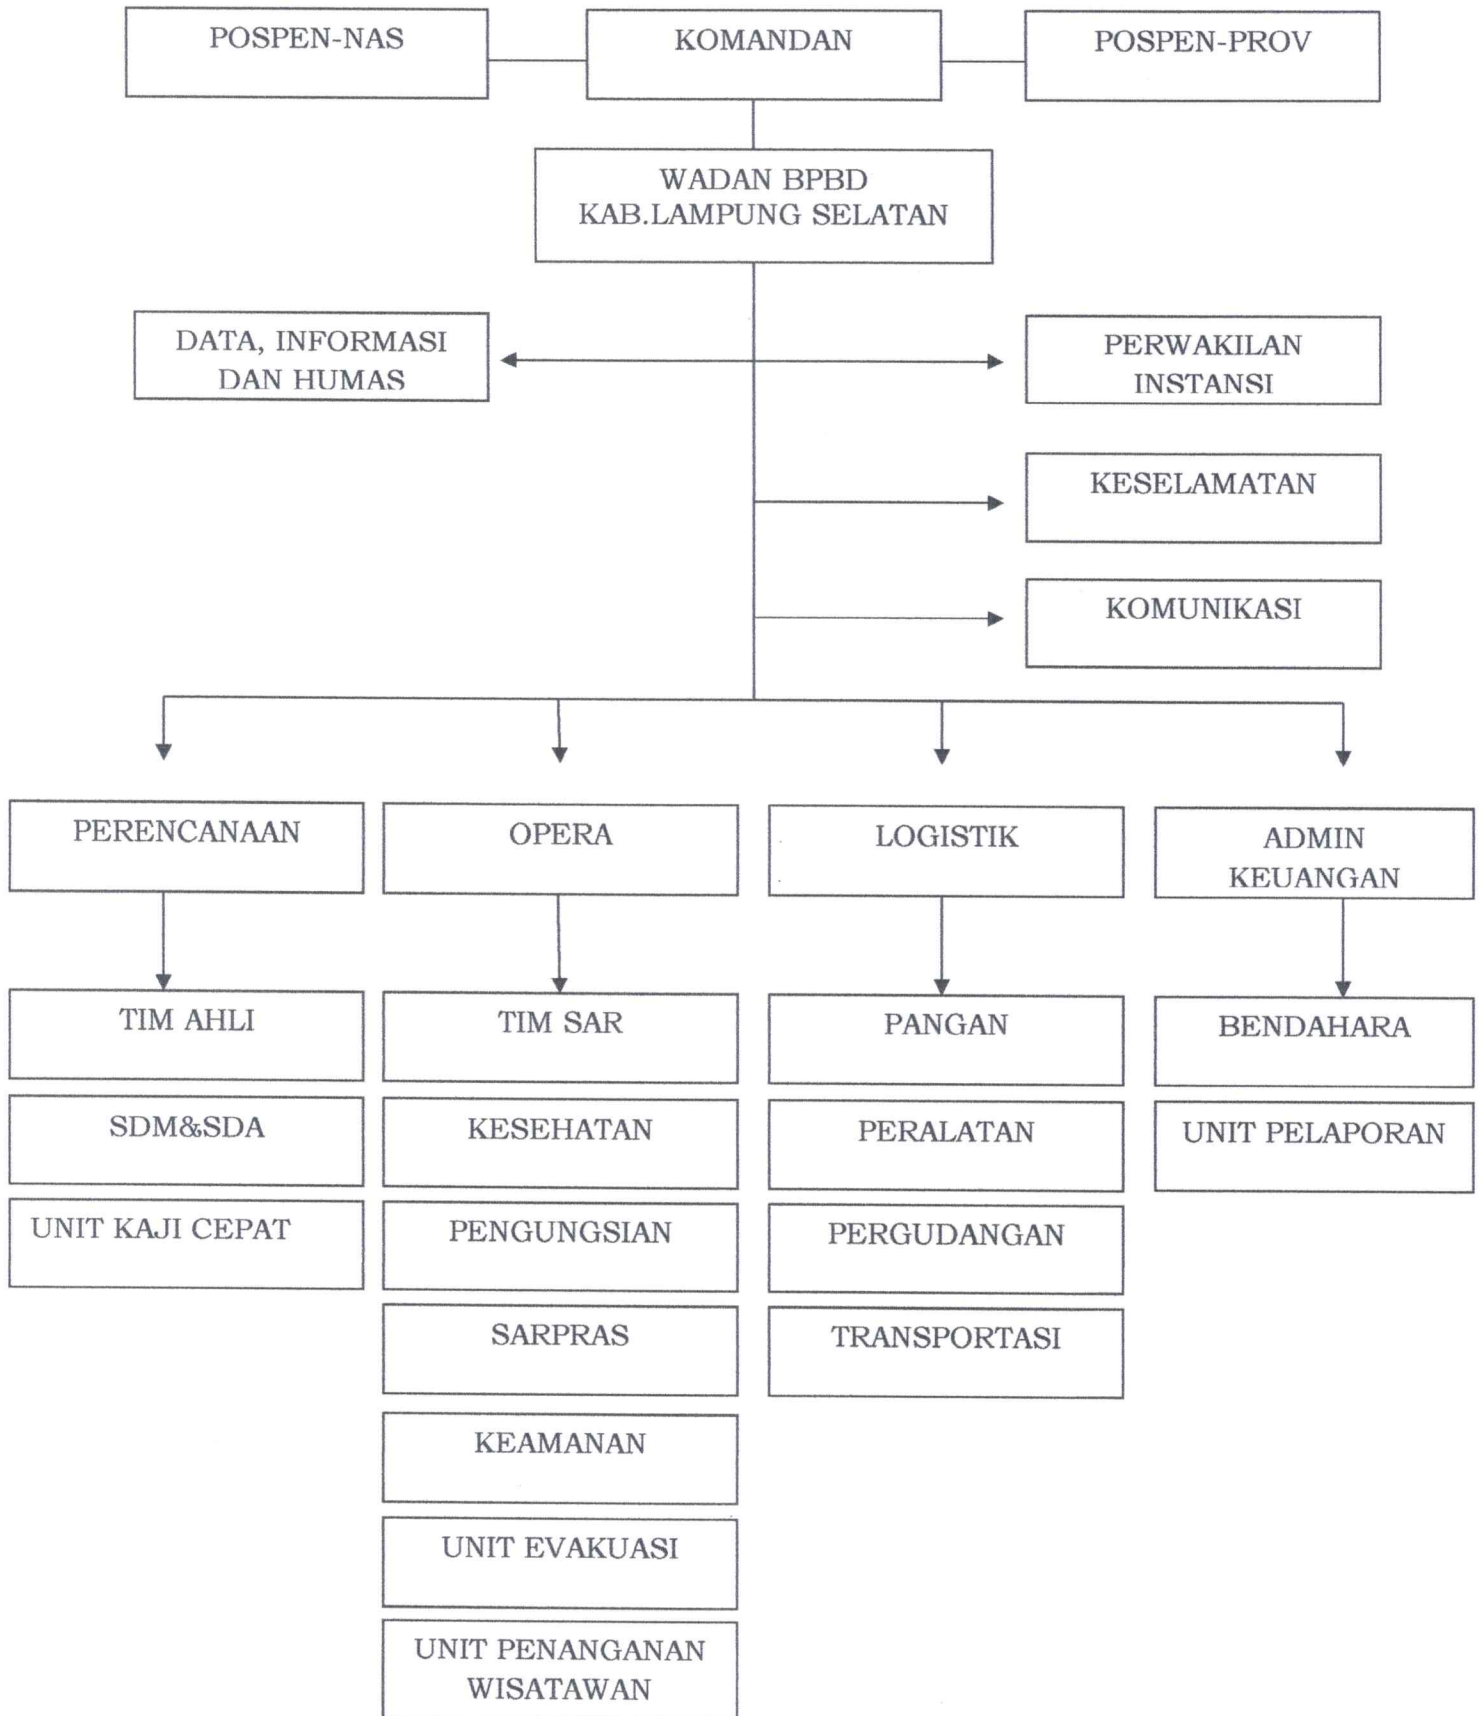 POSPEN-NAS
KOMANDAN
POSPEN-PROV
WADAN BPBD
KAB.LAMPUNG SELATAN
DATA, INFORMASI
DAN HUMAS
PERWAKILAN
INSTANSI
KESELAMATAN
KOMUNIKASI
PERENCANAAN
OPERA
LOGISTIK
ADMIN
KEUANGAN
TIM AHLI
TIM SAR
PANGAN
BENDAHARA
SDM&SDA
KESEHATAN
PERALATAN
UNIT PELAPORAN
UNIT KAJI CEPAT
PENGUNGSIAN
PERGUDANGAN
SARPRAS
TRANSPORTASI
KEAMANAN
UNIT EVAKUASI
UNIT PENANGANAN
WISATAWAN